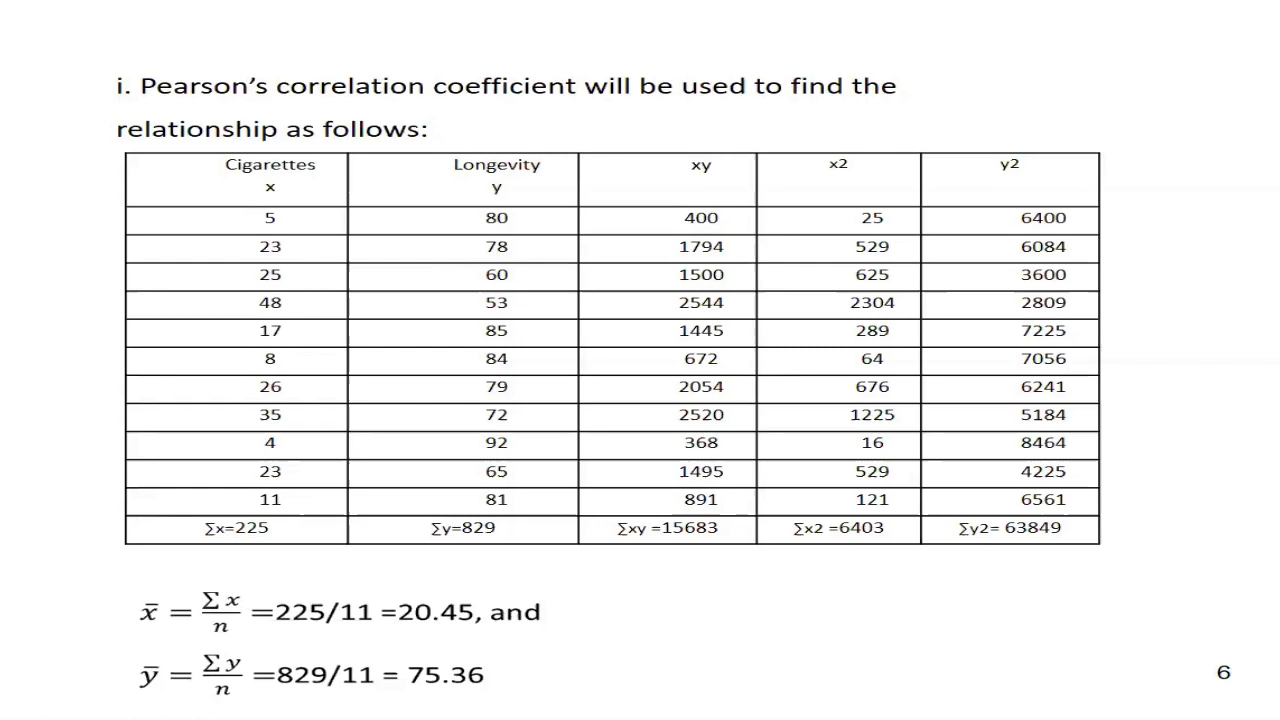 i. Pearson’s correlation coefficient will be used to find the
relationship as follows:
Cigarettes x Longevity y xy x2 y2
5 80 400 25 6400
23 78 1794 529 6084
25 60 1500 625 3600
48 53 2544 2304 2809
17 85 1445 289 7225
8 84 672 64 7056
26 79 2054 676 6241
35 72 2520 1225 5184
4 92 368 16 8464
23 65 1495 529 4225
11 81 891 121 6561
∑x=225 ∑y=829 ∑xy =15683 ∑x2 =6403 ∑y2= 63849
x̄ = ∑ x / n =225/11 =20.45, and
ȳ = ∑ y / n =829/11 = 75.36
6